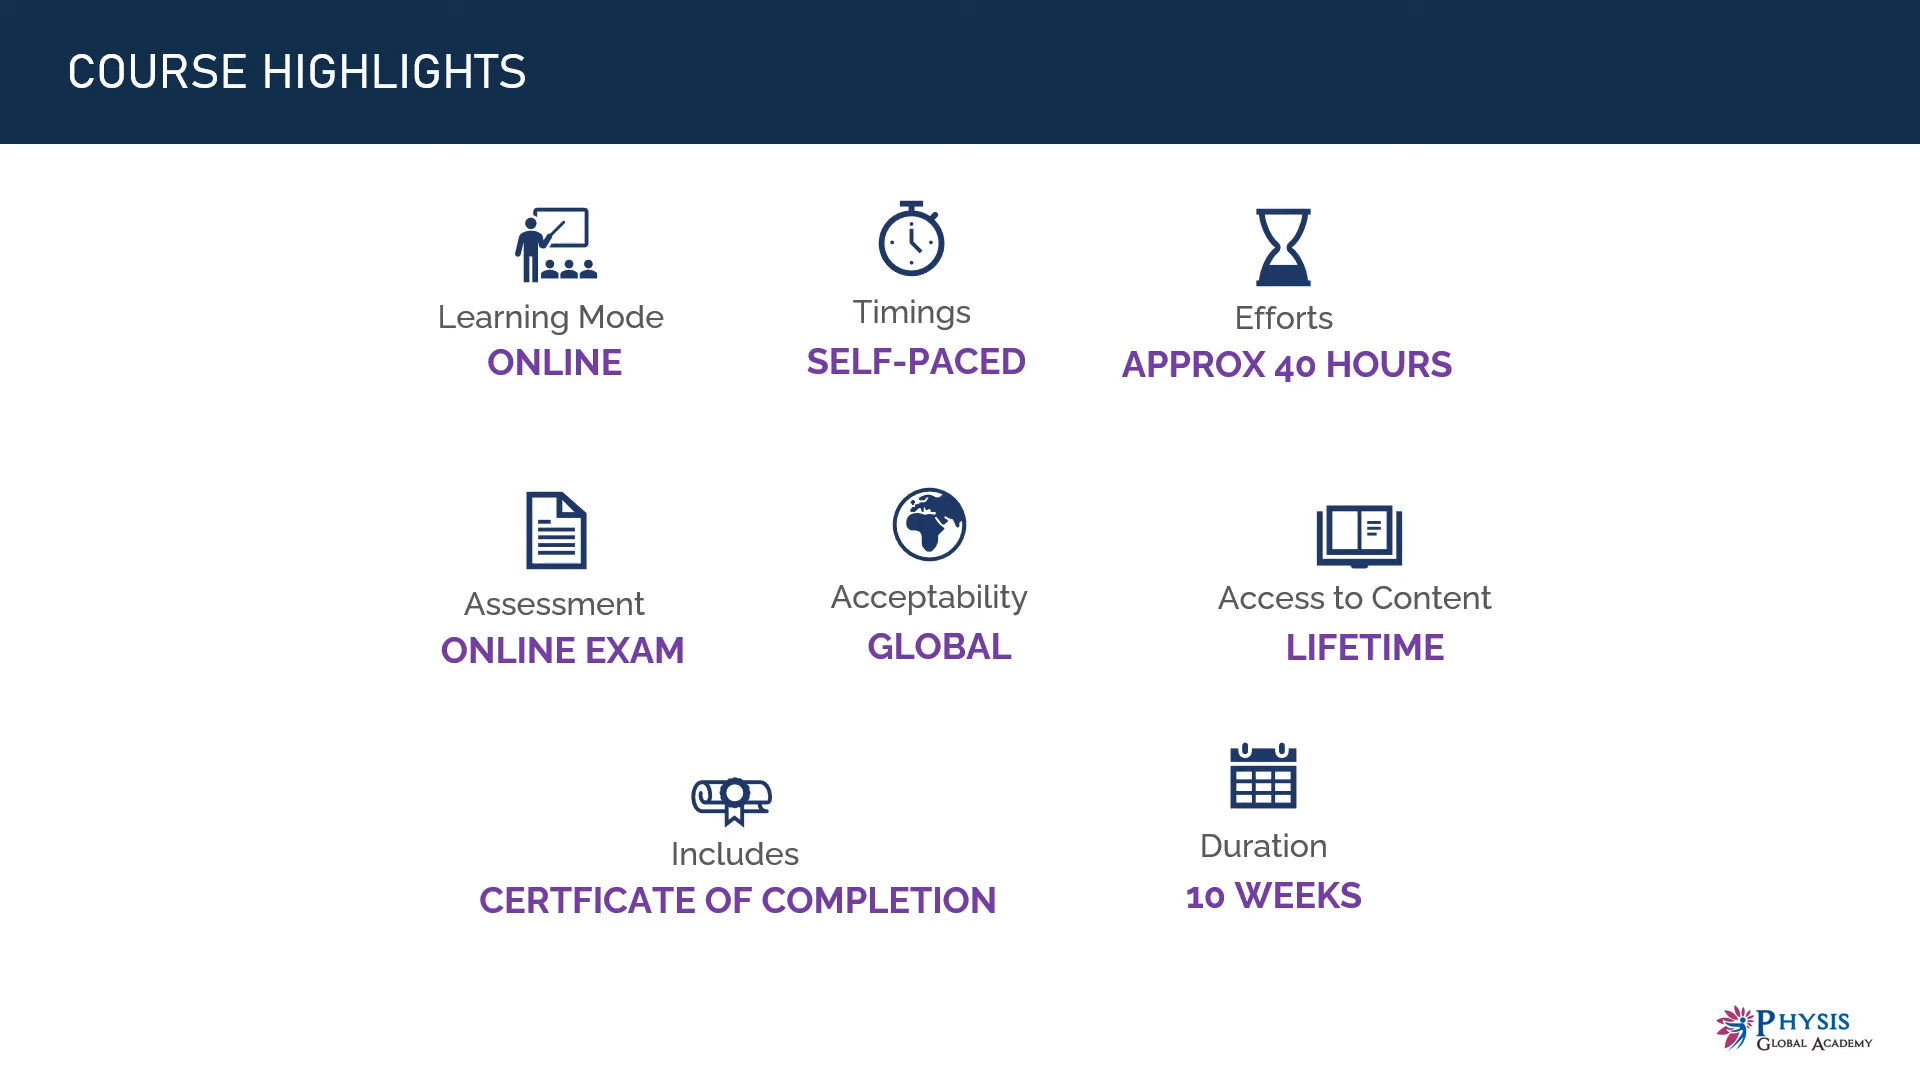 COURSE HIGHLIGHTS
Learning Mode
ONLINE
Timings
SELF-PACED
Efforts
APPROX 40 HOURS
Assessment
ONLINE EXAM
Acceptability
GLOBAL
Access to Content
LIFETIME
Includes
CERTFICATE OF COMPLETION
Duration
10 WEEKS
PHYSIS
GLOBAL ACADEMY